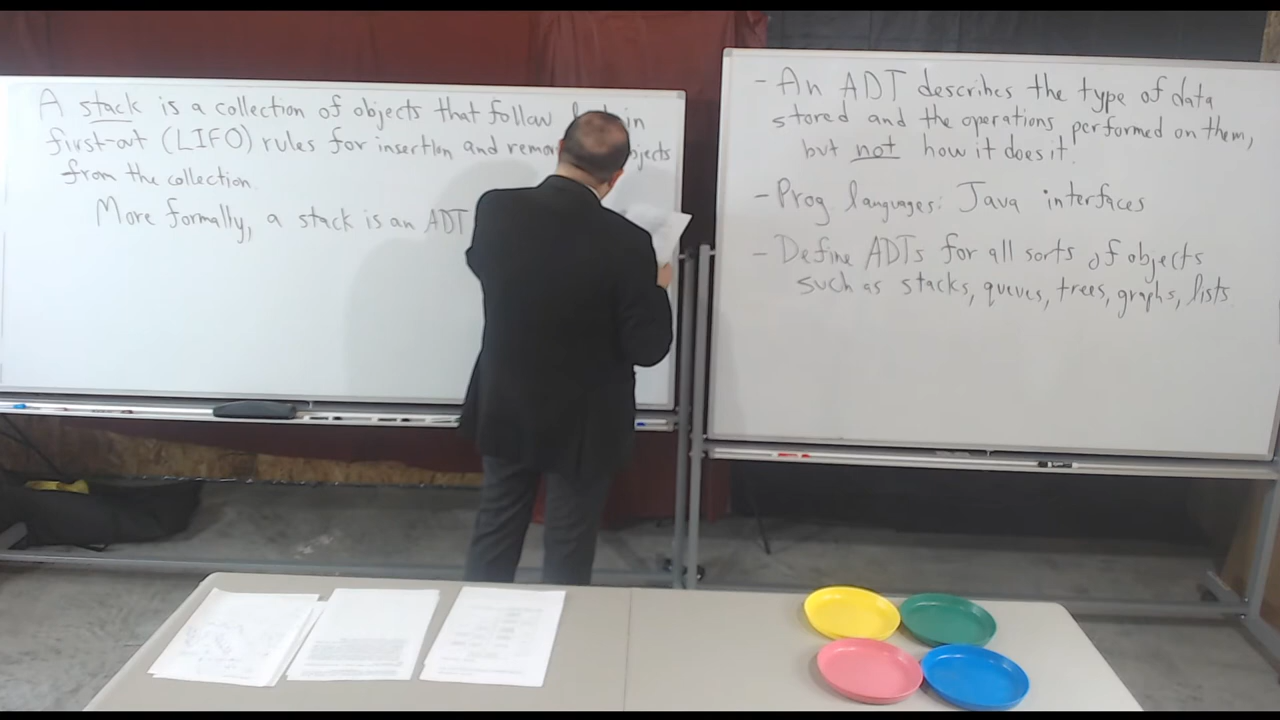 A stack is a collection of objects that follow in
first-out (LIFO) rules for insertion and remov bjects
from the collection.
More formally, a stack is an ADT
- An ADT describes the type of data
stored and the operations performed on them,
but not how it does it.
- Prog. languages: Java interfaces
- Define ADTs for all sorts of objects
such as stacks, queues, trees, graphs, lists.